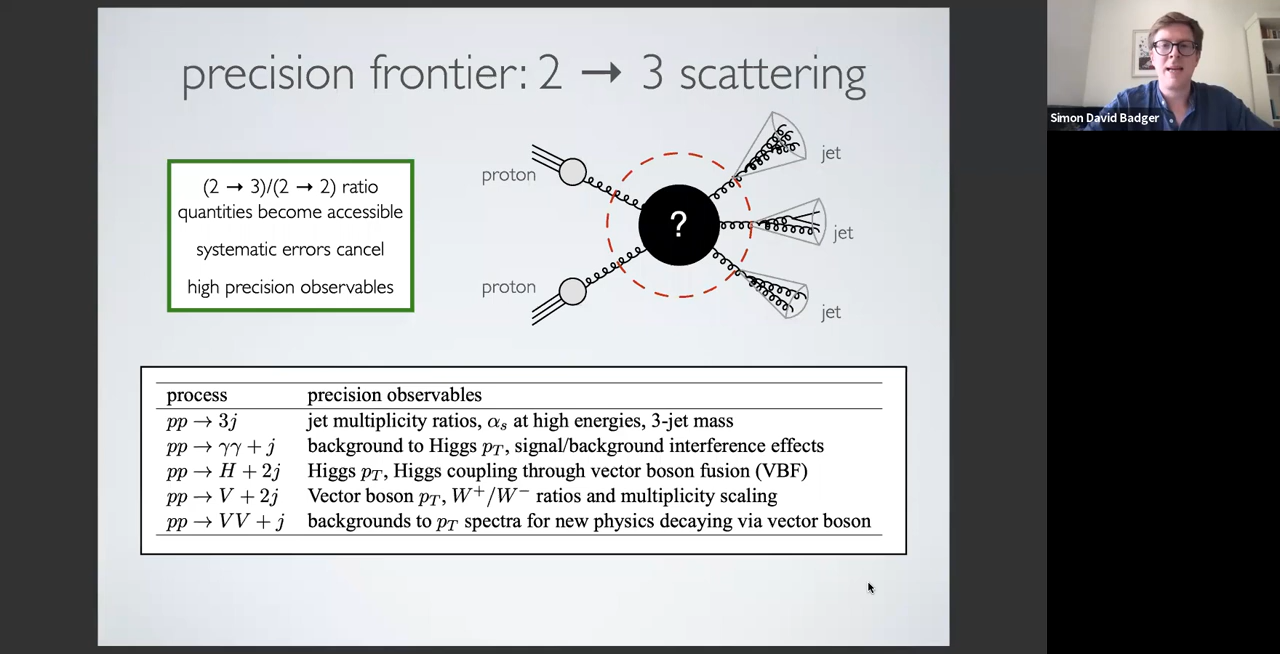 precision frontier: 2 → 3 scattering
(2 → 3)/(2 → 2) ratio
quantities become accessible
systematic errors cancel
high precision observables
proton
proton
?
jet
jet
jet
process precision observables
pp → 3j jet multiplicity ratios, αs at high energies, 3-jet mass
pp → γγ + j background to Higgs pT, signal/background interference effects
pp → H + 2j Higgs pT, Higgs coupling through vector boson fusion (VBF)
pp → V + 2j Vector boson pT, W+/W− ratios and multiplicity scaling
pp → VV + j backgrounds to pT spectra for new physics decaying via vector boson
Simon David Badger